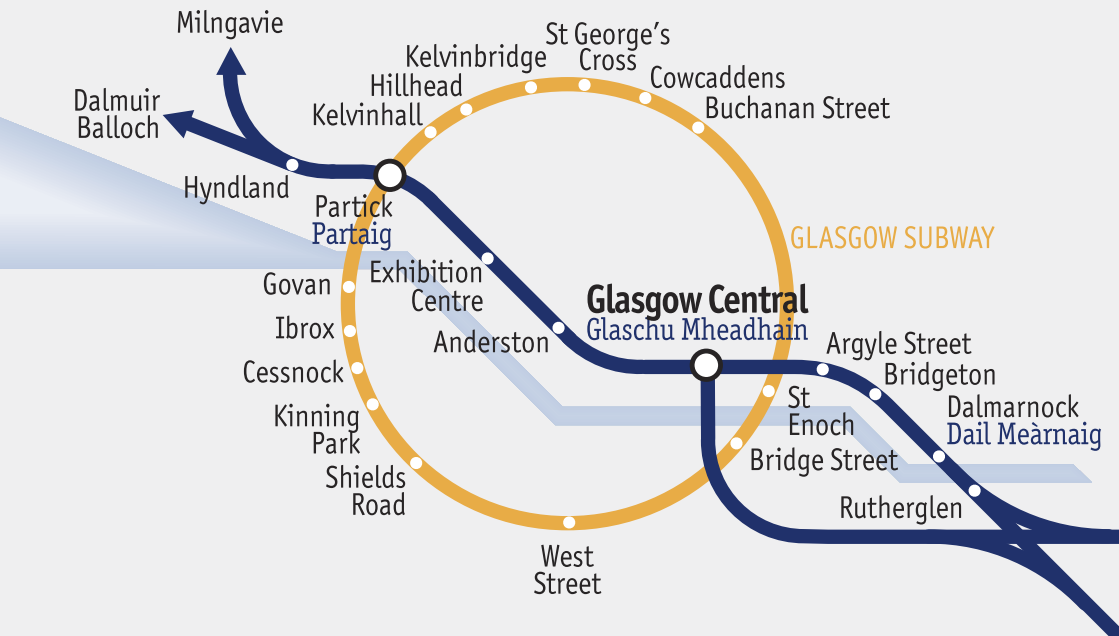 Milngavie
St George's
Cross
Kelvinbridge
Cowcaddens
Hillhead
Buchanan Street
Kelvinhall
Dalmuir
Balloch
Hyndland
Partick
Partaig
GLASGOW SUBWAY
Exhibition
Centre
Govan
Glasgow Central
Glaschu Mheadhain
Ibrox
Anderston
Argyle Street
Cessnock
Bridgeton
St
Enoch
Dalmarnock
Dail Meàrnaig
Kinning
Park
Bridge Street
Shields
Road
Rutherglen
West
Street